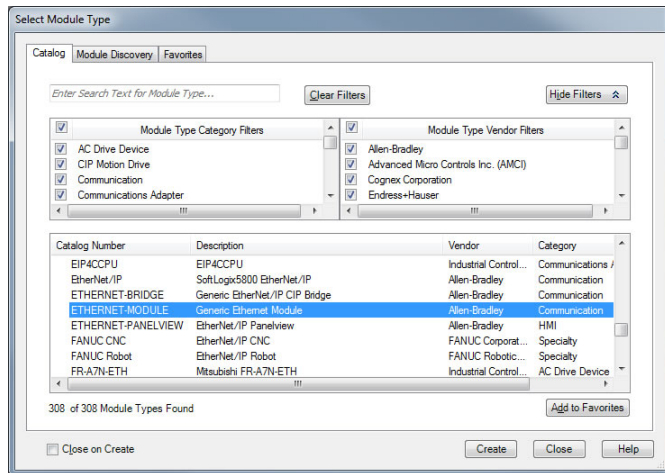 Select Module Type
Catalog Module Discovery Favorites
Enter Search Text for Module Type...
Clear Filters
Hide Filters
Module Type Category Filters
AC Drive Device
CIP Motion Drive
Communication
Communications Adapter
Module Type Vendor Filters
Allen-Bradley
Advanced Micro Controls Inc. (AMCI)
Cognex Corporation
Endress+Hauser
Catalog Number Description Vendor Category
EIP4CCPU EIP4CCPU Industrial Control... Communications A
EtherNet/IP SoftLogix5800 EtherNet/IP Allen-Bradley Communication
ETHERNET-BRIDGE Generic EtherNet/IP CIP Bridge Allen-Bradley Communication
ETHERNET-MODULE Generic Ethernet Module Allen-Bradley Communication
ETHERNET-PANELVIEW EtherNet/IP Panelview Allen-Bradley HMI
FANUC CNC EtherNet/IP CNC FANUC Corporat... Specialty
FANUC Robot EtherNet/IP Robot FANUC Robotic... Specialty
FR-A7N-ETH Mitsubishi FR-A7N-ETH Industrial Control... AC Drive Device
308 of 308 Module Types Found
Add to Favorites
Close on Create
Create
Close
Help